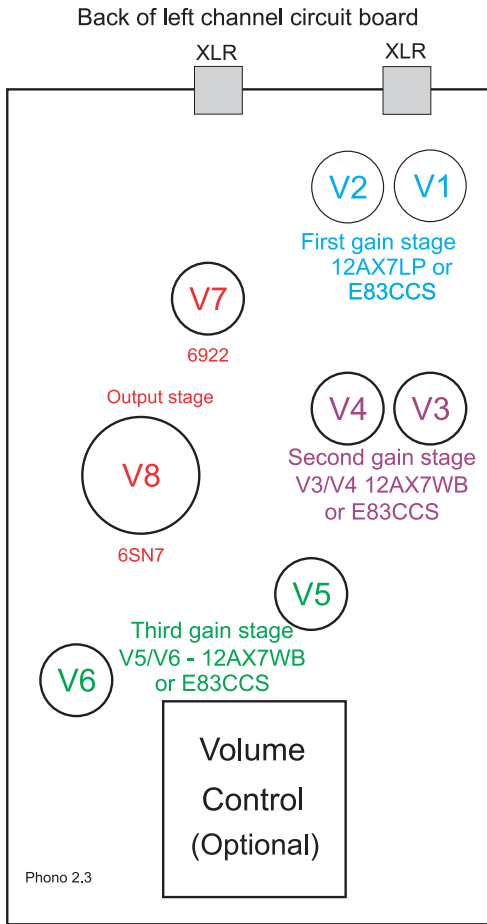 Back of left channel circuit board
XLR
XLR
V2
V1
First gain stage
12AX7LP or
E83CCS
V7
6922
Output stage
V8
6SN7
V4
V3
Second gain stage
V3/V4 12AX7WB
or E83CCS
V5
Third gain stage
V5/V6 - 12AX7WB
or E83CCS
V6
Volume
Control
(Optional)
Phono 2.3